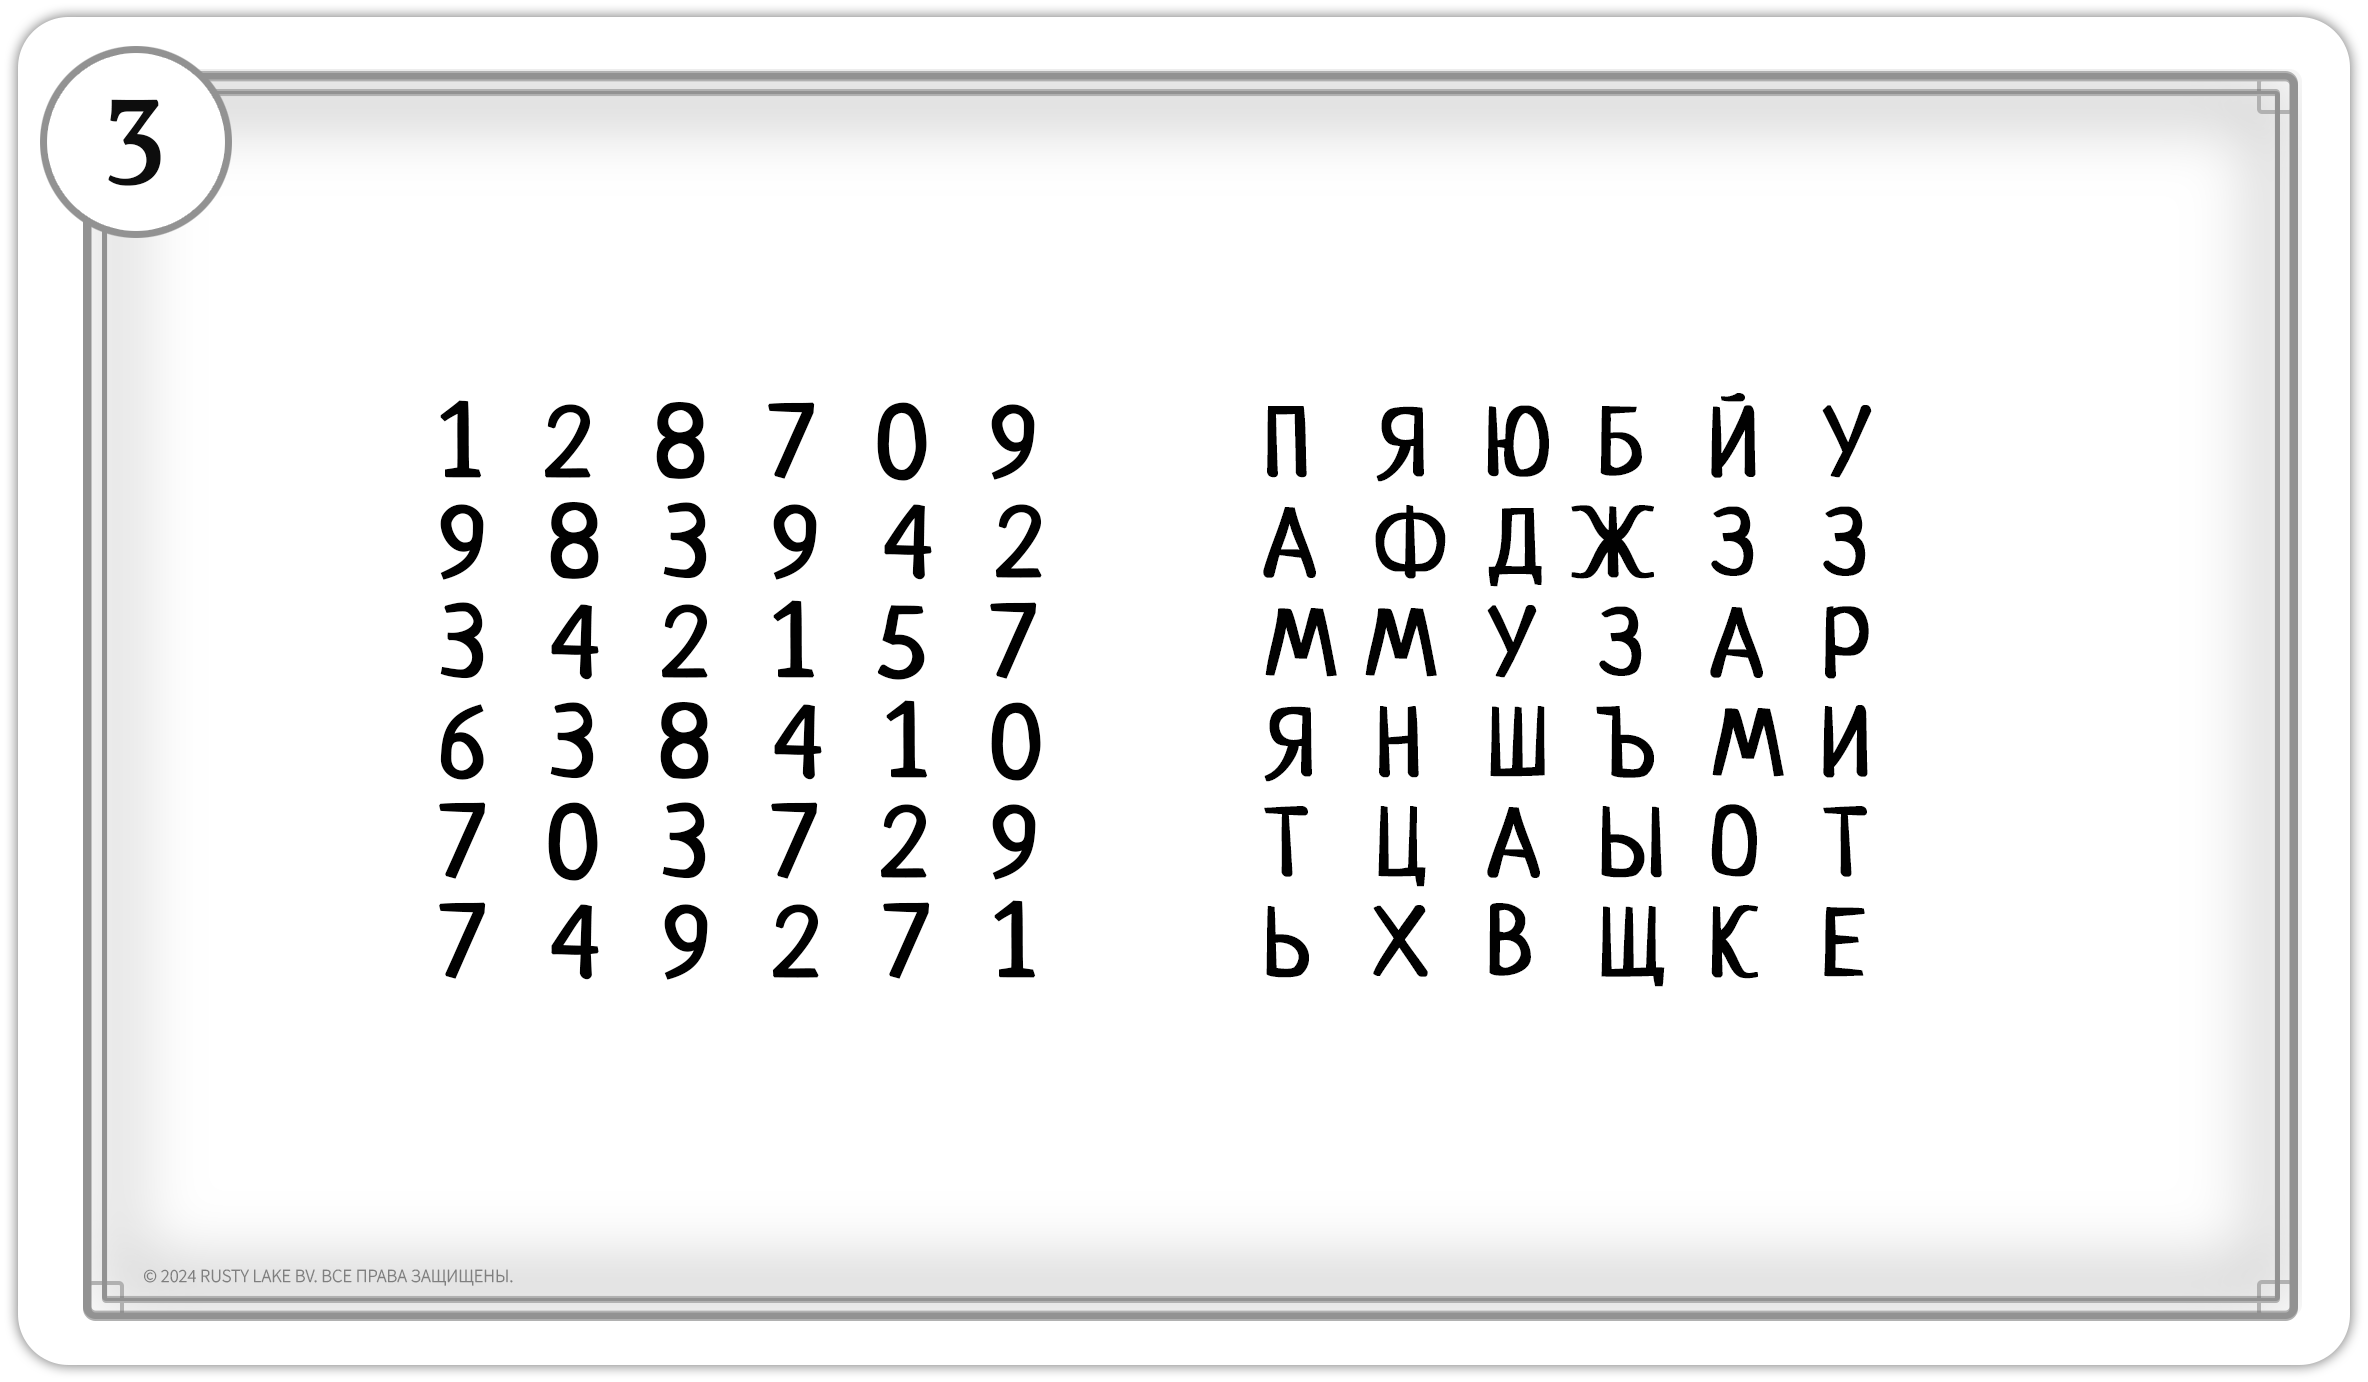 3
1 2 8 7 0 9 П Я Ю Б Й У
9 8 3 9 4 2 А Ф Д Ж З З
3 4 2 1 5 7 М М У З А Р
6 3 8 4 1 0 Я Н Ш Ъ М И
7 0 3 7 2 9 Т Ц А Ы О Т
7 4 9 2 7 1 Ь Х В Щ К Е
© 2024 RUSTY LAKE BV. ВСЕ ПРАВА ЗАЩИЩЕНЫ.